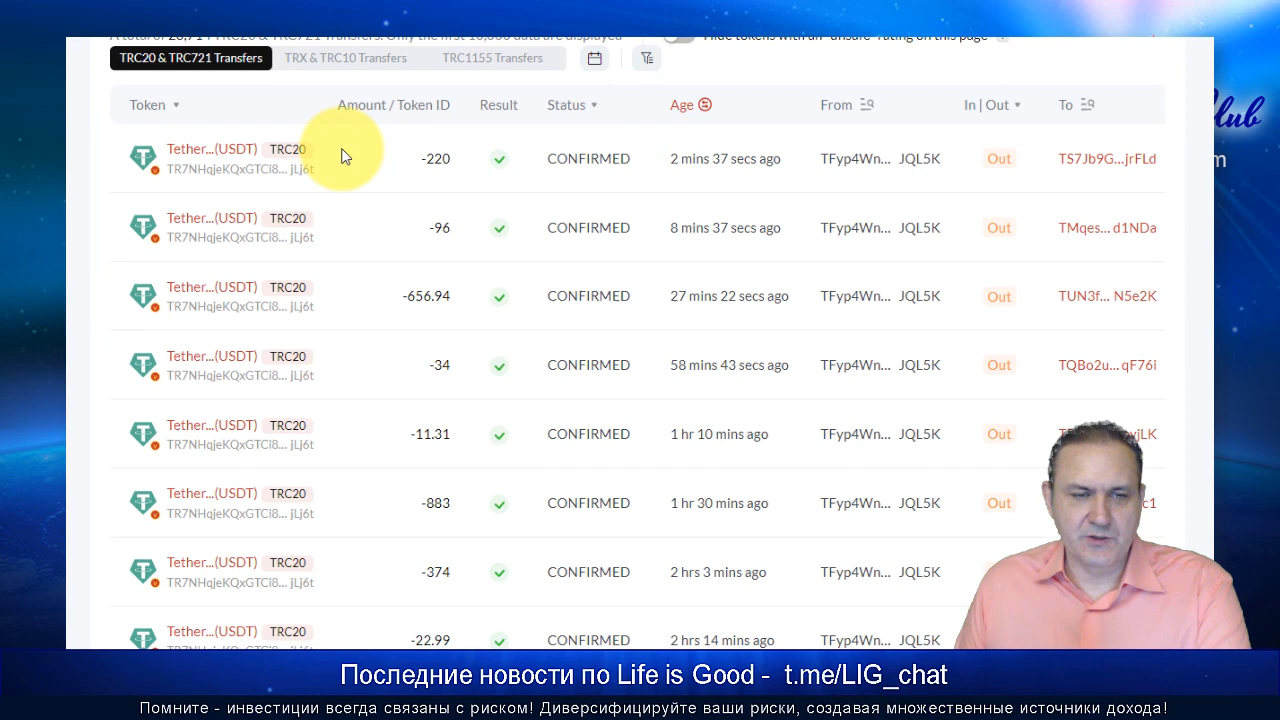 TRC20 & TRC721 Transfers TRX & TRC10 Transfers TRC1155 Transfers
Token Amount / Token ID Result Status Age From In | Out To
Tether...(USDT) TRC20
TR7NHqjeKQxGTCi8... jLj6t
-220 CONFIRMED 2 mins 37 secs ago TFyp4Wn... JQL5K Out TS7Jb9G...jrFLd
Tether...(USDT) TRC20
TR7NHqjeKQxGTCi8... jLj6t
-96 CONFIRMED 8 mins 37 secs ago TFyp4Wn... JQL5K Out TMqes... d1NDa
Tether...(USDT) TRC20
TR7NHqjeKQxGTCi8... jLj6t
-656.94 CONFIRMED 27 mins 22 secs ago TFyp4Wn... JQL5K Out TUN3f... N5e2K
Tether...(USDT) TRC20
TR7NHqjeKQxGTCi8... jLj6t
-34 CONFIRMED 58 mins 43 secs ago TFyp4Wn... JQL5K Out TQBo2u... qF76i
Tether...(USDT) TRC20
TR7NHqjeKQxGTCi8... jLj6t
-11.31 CONFIRMED 1 hr 10 mins ago TFyp4Wn... JQL5K Out
Tether...(USDT) TRC20
TR7NHqjeKQxGTCi8... jLj6t
-883 CONFIRMED 1 hr 30 mins ago TFyp4Wn... JQL5K Out
Tether...(USDT) TRC20
TR7NHqjeKQxGTCi8... jLj6t
-374 CONFIRMED 2 hrs 3 mins ago TFyp4Wn... JQL5K
Tether...(USDT) TRC20
-22.99 CONFIRMED 2 hrs 14 mins ago TFyp4Wn... JQL5K
Последние новости по Life is Good - t.me/LIG_chat
Помните - инвестиции всегда связаны с риском! Диверсифицируйте ваши риски, создавая множественные источники дохода!